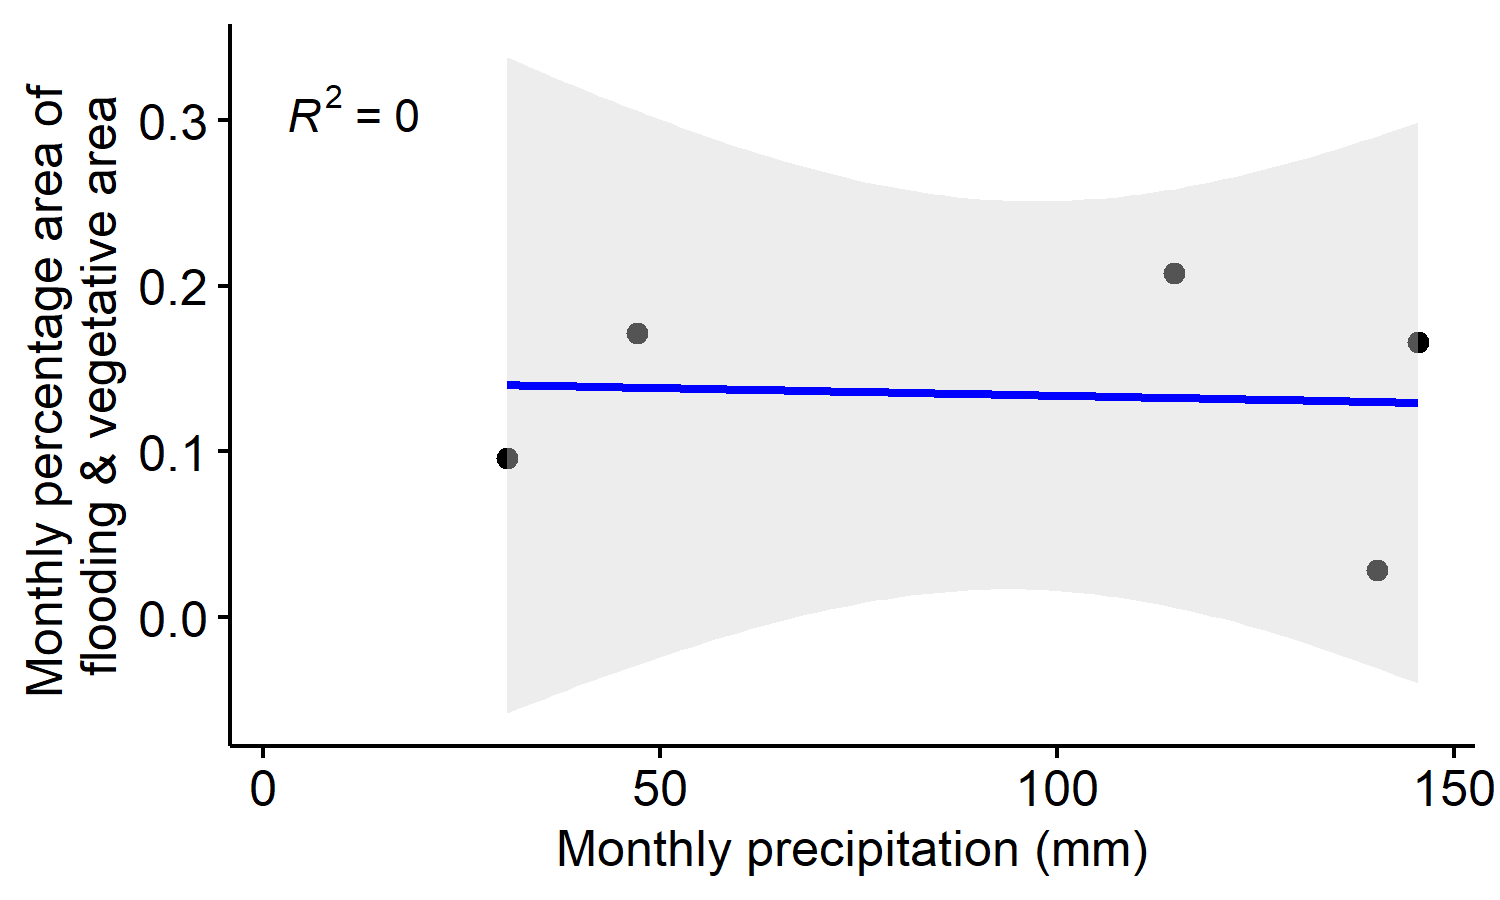 Monthly percentage area of
flooding & vegetative area
0.3
0.2
0.1
0.0
R² = 0
0
50
100
150
Monthly precipitation (mm)